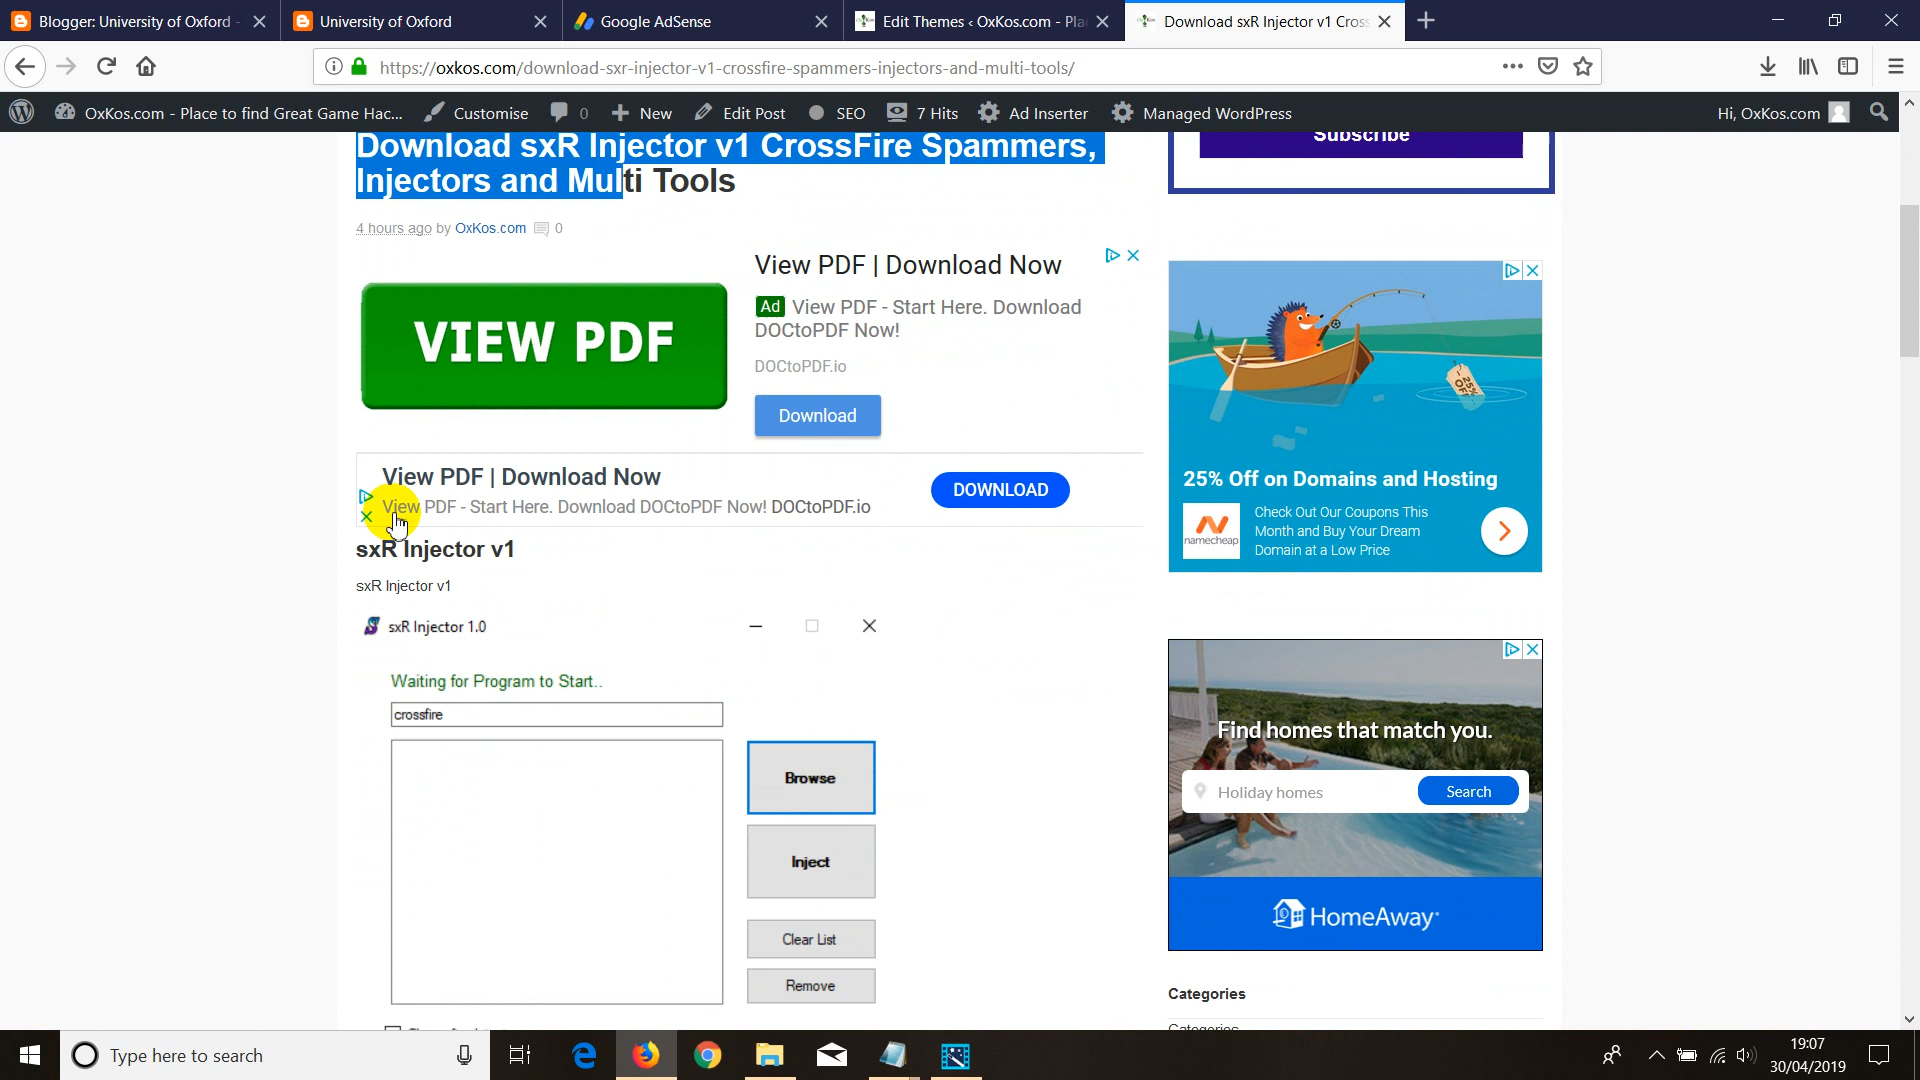 Blogger: University of Oxford -
University of Oxford
Google AdSense
Edit Themes ‹ OxKos.com - Pla
Download sxR Injector v1 Cross
https://oxkos.com/download-sxr-injector-v1-crossfire-spammers-injectors-and-multi-tools/
OxKos.com - Place to find Great Game Hac...
Customise
0
New
Edit Post
SEO
7 Hits
Ad Inserter
Managed WordPress
Hi, OxKos.com
Download sxR Injector v1 CrossFire Spammers,
Injectors and Multi Tools
4 hours ago by OxKos.com 0
VIEW PDF
View PDF | Download Now
Ad View PDF - Start Here. Download
DOCtoPDF Now!
DOCtoPDF.io
Download
View PDF | Download Now
View PDF - Start Here. Download DOCtoPDF Now! DOCtoPDF.io
DOWNLOAD
sxR Injector v1
sxR Injector v1
sxR Injector 1.0
Waiting for Program to Start..
crossfire
Browse
Inject
Clear List
Remove
Subscribe
25% OFF
25% Off on Domains and Hosting
namecheap
Check Out Our Coupons This
Month and Buy Your Dream
Domain at a Low Price
Find homes that match you.
Holiday homes
Search
HomeAway
Categories
Categories
Type here to search
19:07
30/04/2019